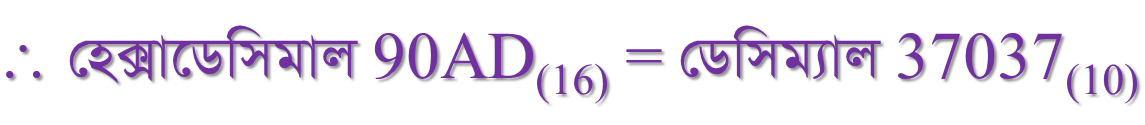 ∴ হেক্সাডেসিমাল 90AD(16) = ডেসিম্যাল 37037(10)